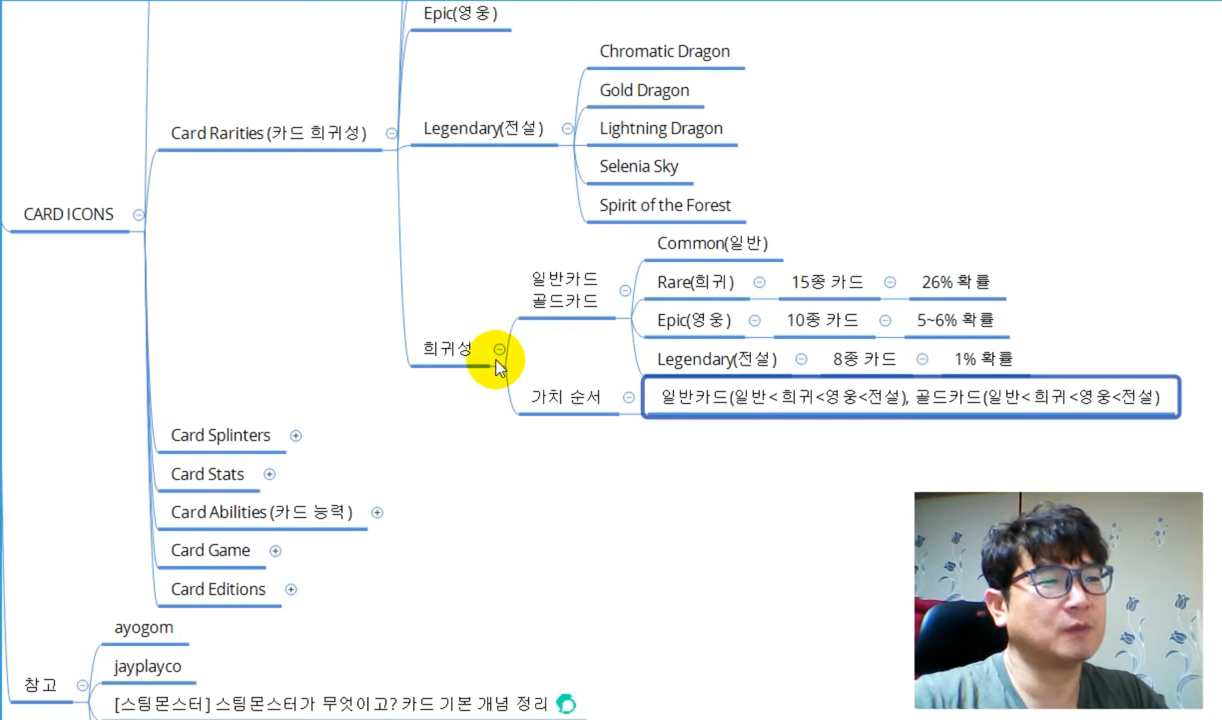 Epic(영웅)
Chromatic Dragon
Gold Dragon
Card Rarities (카드 희귀성)
Legendary(전설)
Lightning Dragon
Selenia Sky
Spirit of the Forest
CARD ICONS
Common(일반)
일반카드
골드카드
Rare(희귀)
15종 카드
26% 확률
Epic(영웅)
10종 카드
5~6% 확률
희귀성
Legendary(전설)
8종 카드
1% 확률
가치 순서
일반카드(일반< 희귀<영웅<전설), 골드카드(일반< 희귀<영웅<전설)
Card Splinters
Card Stats
Card Abilities (카드 능력)
Card Game
Card Editions
ayogom
jayplayco
참고
[스팀몬스터] 스팀몬스터가 무엇이고? 카드 기본 개념 정리